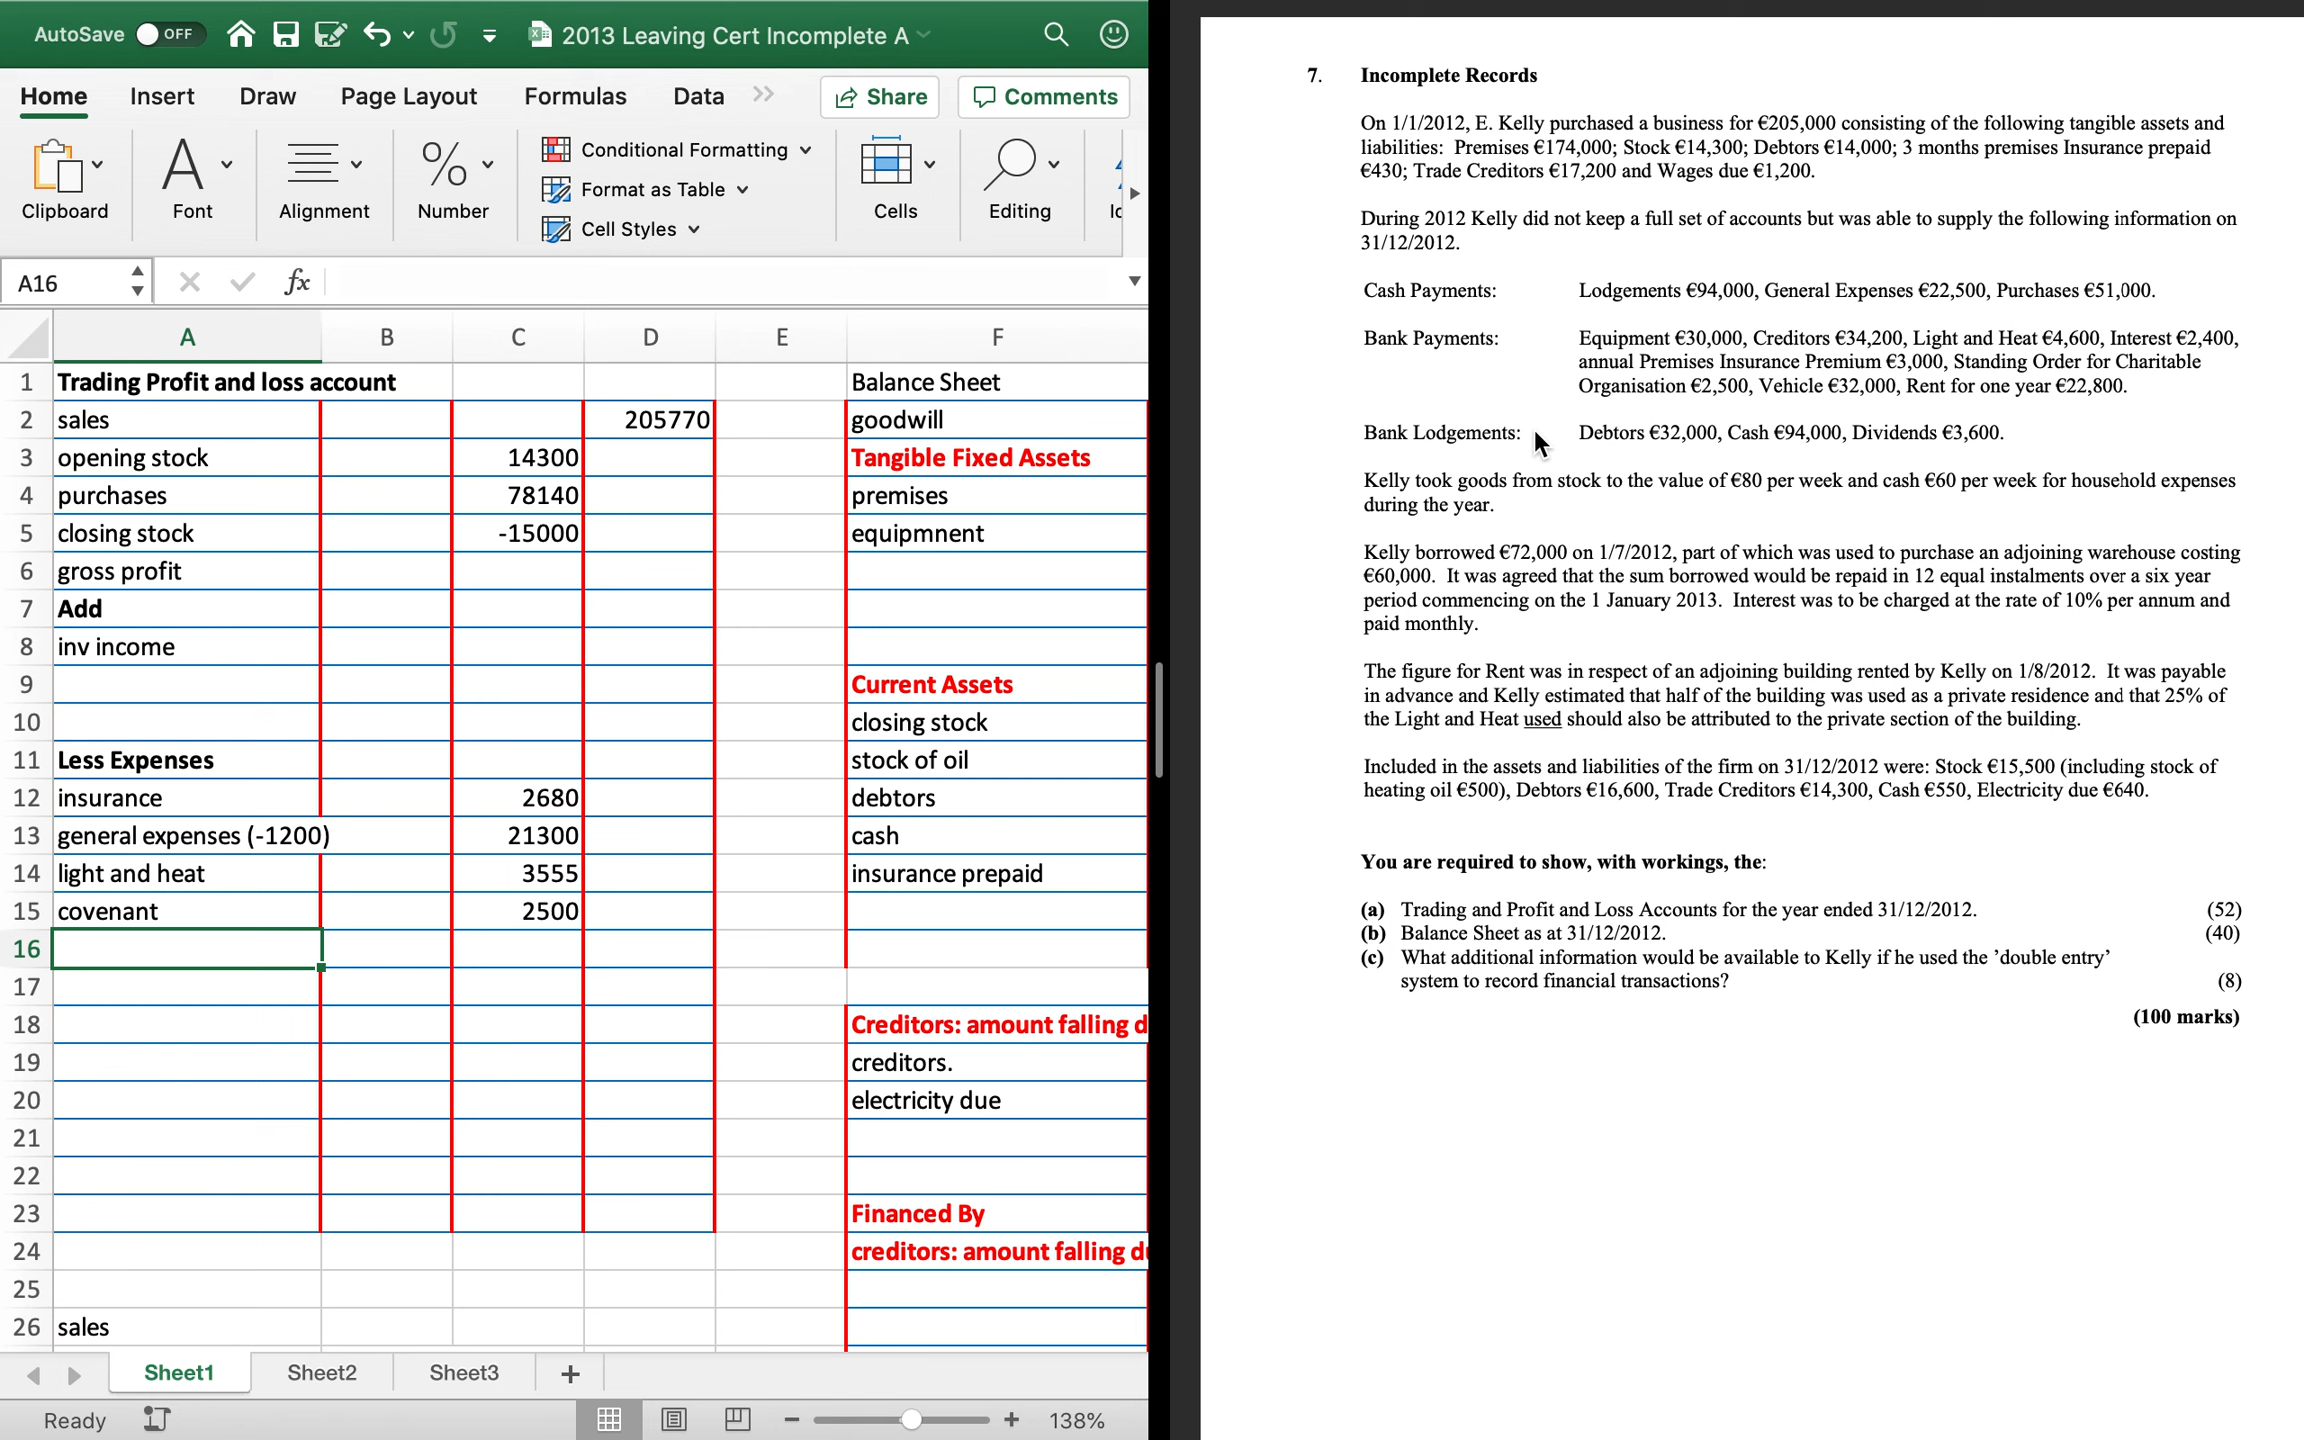 AutoSave OFF 2013 Leaving Cert Incomplete A
Home Insert Draw Page Layout Formulas Data Share Comments
Clipboard Font Alignment Number
Conditional Formatting
Format as Table
Cell Styles
Cells Editing
A16 fx
A B C D E F
1 Trading Profit and loss account Balance Sheet
2 sales 205770 goodwill
3 opening stock 14300 Tangible Fixed Assets
4 purchases 78140 premises
5 closing stock -15000 equipmnent
6 gross profit
7 Add
8 inv income
9 Current Assets
10 closing stock
11 Less Expenses stock of oil
12 insurance 2680 debtors
13 general expenses (-1200) 21300 cash
14 light and heat 3555 insurance prepaid
15 covenant 2500
16
17
18 Creditors: amount falling d
19 creditors.
20 electricity due
21
22
23 Financed By
24 creditors: amount falling d
25
26 sales
Sheet1 Sheet2 Sheet3 +
Ready 138%
7. Incomplete Records
On 1/1/2012, E. Kelly purchased a business for €205,000 consisting of the following tangible assets and
liabilities: Premises €174,000; Stock €14,300; Debtors €14,000; 3 months premises Insurance prepaid
€430; Trade Creditors €17,200 and Wages due €1,200.
During 2012 Kelly did not keep a full set of accounts but was able to supply the following information on
31/12/2012.
Cash Payments: Lodgements €94,000, General Expenses €22,500, Purchases €51,000.
Bank Payments: Equipment €30,000, Creditors €34,200, Light and Heat €4,600, Interest €2,400,
annual Premises Insurance Premium €3,000, Standing Order for Charitable
Organisation €2,500, Vehicle €32,000, Rent for one year €22,800.
Bank Lodgements: Debtors €32,000, Cash €94,000, Dividends €3,600.
Kelly took goods from stock to the value of €80 per week and cash €60 per week for household expenses
during the year.
Kelly borrowed €72,000 on 1/7/2012, part of which was used to purchase an adjoining warehouse costing
€60,000. It was agreed that the sum borrowed would be repaid in 12 equal instalments over a six year
period commencing on the 1 January 2013. Interest was to be charged at the rate of 10% per annum and
paid monthly.
The figure for Rent was in respect of an adjoining building rented by Kelly on 1/8/2012. It was payable
in advance and Kelly estimated that half of the building was used as a private residence and that 25% of
the Light and Heat used should also be attributed to the private section of the building.
Included in the assets and liabilities of the firm on 31/12/2012 were: Stock €15,500 (including stock of
heating oil €500), Debtors €16,600, Trade Creditors €14,300, Cash €550, Electricity due €640.
You are required to show, with workings, the:
(a) Trading and Profit and Loss Accounts for the year ended 31/12/2012. (52)
(b) Balance Sheet as at 31/12/2012. (40)
(c) What additional information would be available to Kelly if he used the ’double entry’
system to record financial transactions? (8)
(100 marks)